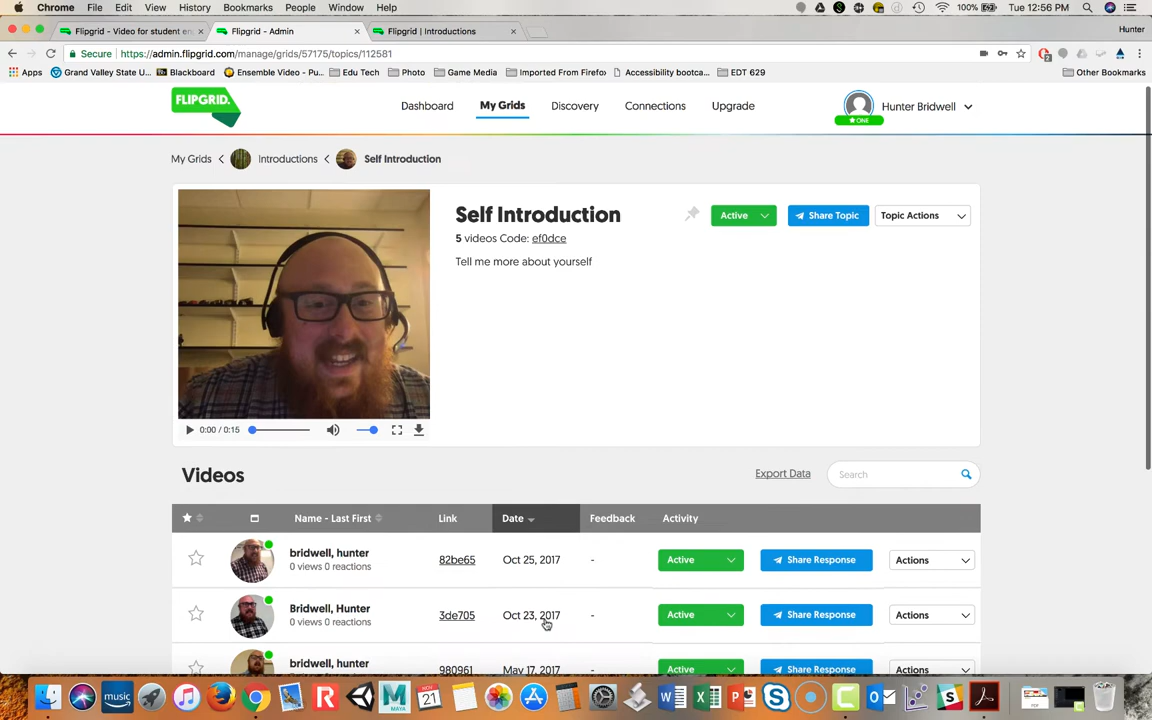 Chrome File Edit View History Bookmarks People Window Help 100% Tue 12:56 PM
Flipgrid - Video for student en Flipgrid - Admin Flipgrid | Introductions Hunter
Secure https://admin.flipgrid.com/manage/grids/57175/topics/112581
Apps Grand Valley State U... Blackboard Ensemble Video - Pu... Edu Tech Photo Game Media Imported From Firefo Accessibility bootca... EDT 629 Other Bookmarks
FLIPGRID. Dashboard My Grids Discovery Connections Upgrade Hunter Bridwell
ONE
My Grids Introductions Self Introduction
Self Introduction Active Share Topic Topic Actions
5 videos Code: ef0dce
Tell me more about yourself
0:00 / 0:15
Videos Export Data Search
Name - Last First Link Date Feedback Activity
bridwell, hunter
0 views 0 reactions
82be65 Oct 25, 2017 - Active Share Response Actions
Bridwell, Hunter
0 views 0 reactions
3de705 Oct 23, 2017 - Active Share Response Actions
bridwell, hunter
980961 May 17, 2017 Active Share Response Actions
music NOV 21 MAYA